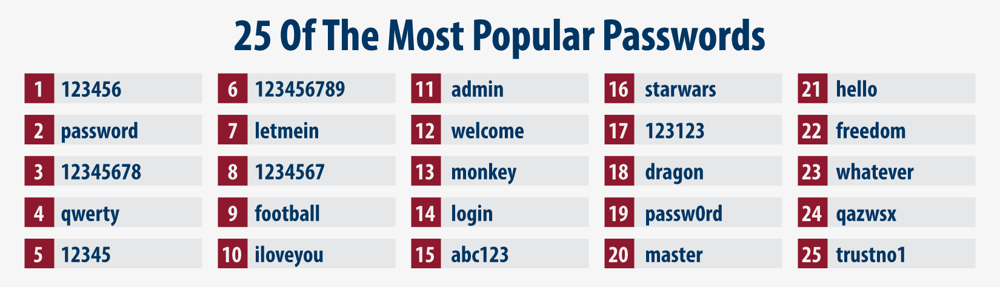 25 Of The Most Popular Passwords
1 123456
2 password
3 12345678
4 qwerty
5 12345
6 123456789
7 letmein
8 1234567
9 football
10 iloveyou
11 admin
12 welcome
13 monkey
14 login
15 abc123
16 starwars
17 123123
18 dragon
19 passw0rd
20 master
21 hello
22 freedom
23 whatever
24 qazwsx
25 trustno1